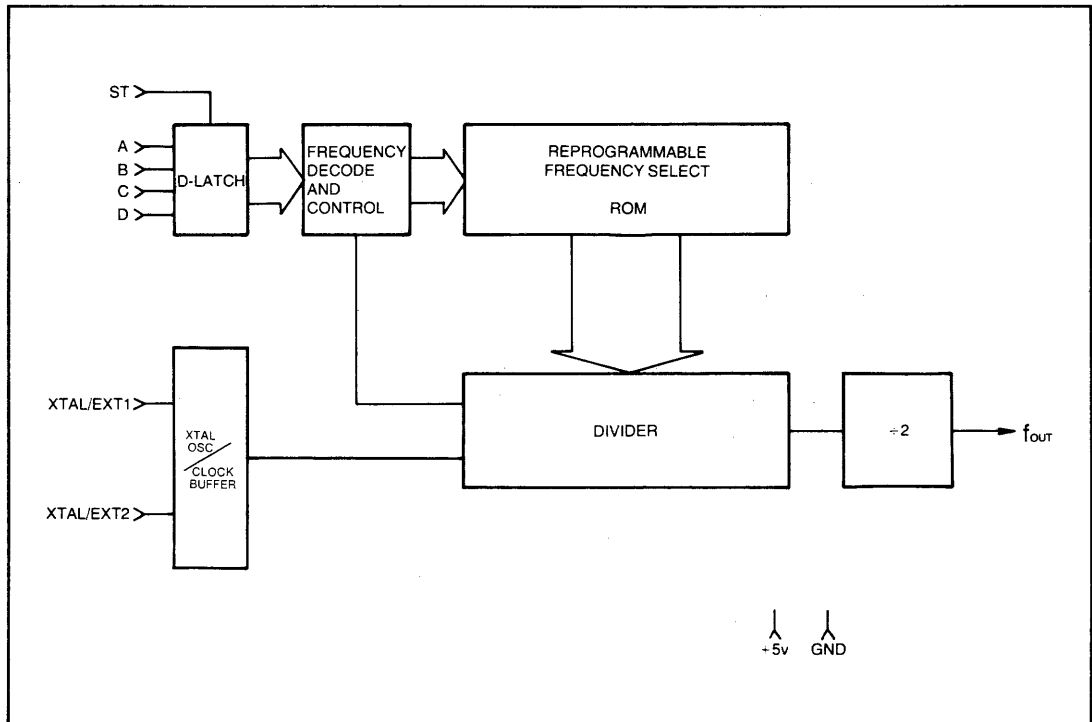 ST
A
B
C
D
D-LATCH
FREQUENCY
DECODE
AND
CONTROL
REPROGRAMMABLE
FREQUENCY SELECT
ROM
XTAL/EXT1
XTAL/EXT2
XTAL
OSC
CLOCK
BUFFER
DIVIDER
÷2
fOUT
+5v
GND